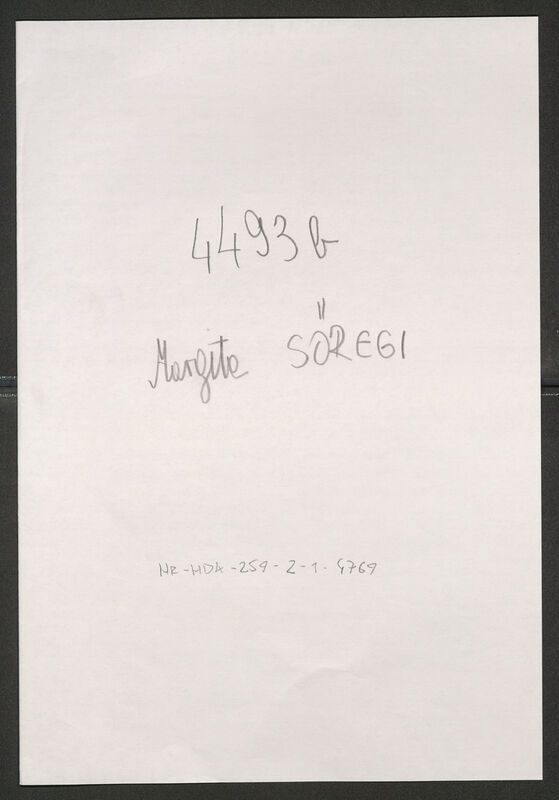 4493 b
Margita SÖREGI
HR-HDA-259-2-1-4769